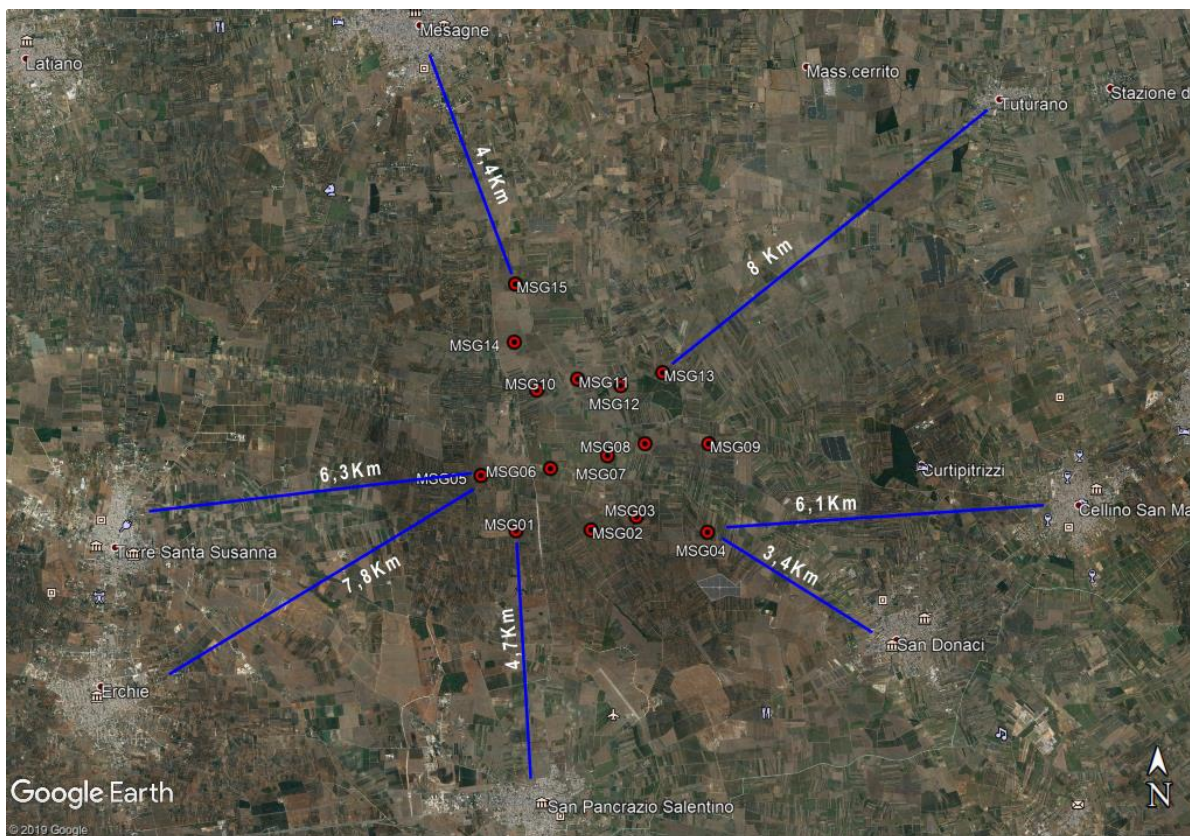 Mesagne
Latiano
Mass.cerrito
Tuturano
Stazione d
4,4Km
8 Km
MSG15
MSG14
MSG13
MSG11
MSG10
MSG12
MSG08
MSG09
MSG06
MSG07
MSG05
Curtipitrizzi
6,3Km
6,1Km
Cellino San Ma
MSG03
MSG01
MSG02
MSG04
Torre Santa Susanna
7,8Km
3,4Km
4,7Km
San Donaci
Erchie
Google Earth
San Pancrazio Salentino
N
© 2019 Google